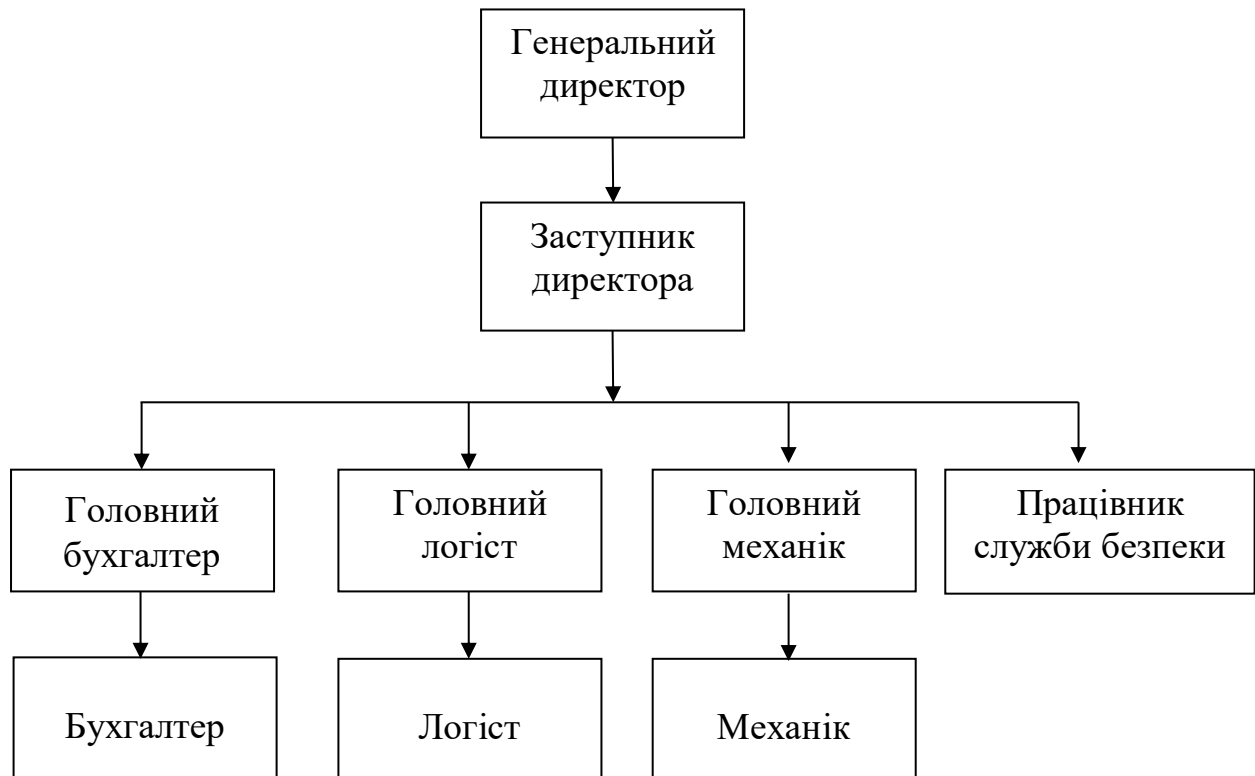 Генеральний
директор
Заступник
директора
Головний
бухгалтер
Головний
логіст
Головний
механік
Працівник
служби безпеки
Бухгалтер
Логіст
Механік